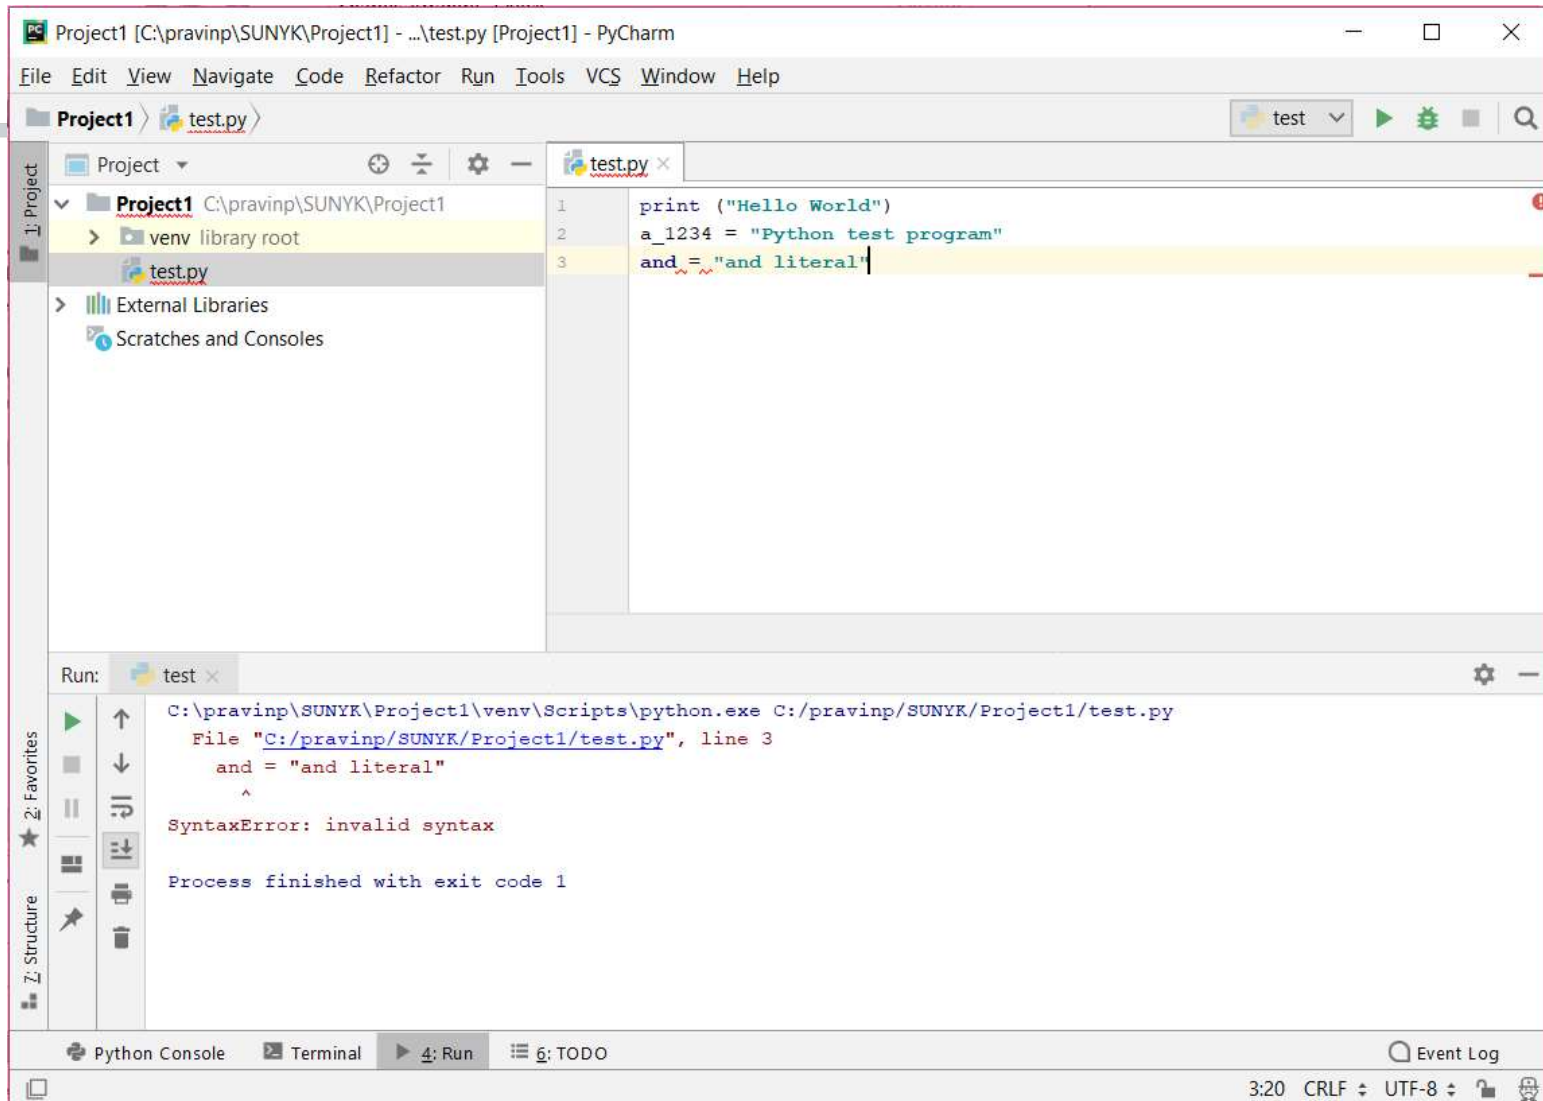 Project1 [C:\pravinp\SUNYK\Project1] - ...\test.py [Project1] - PyCharm
File Edit View Navigate Code Refactor Run Tools VCS Window Help
Project1 test.py
test
1: Project
Project
test.py
Project1 C:\pravinp\SUNYK\Project1
venv library root
test.py
External Libraries
Scratches and Consoles
1 print ("Hello World")
2 a_1234 = "Python test program"
3 and = "and literal"
Run: test
C:\pravinp\SUNYK\Project1\venv\Scripts\python.exe C:/pravinp/SUNYK/Project1/test.py
File "C:/pravinp/SUNYK/Project1/test.py", line 3
and = "and literal"
^
SyntaxError: invalid syntax
Process finished with exit code 1
2: Favorites
7: Structure
Python Console Terminal 4: Run 6: TODO Event Log
3:20 CRLF UTF-8